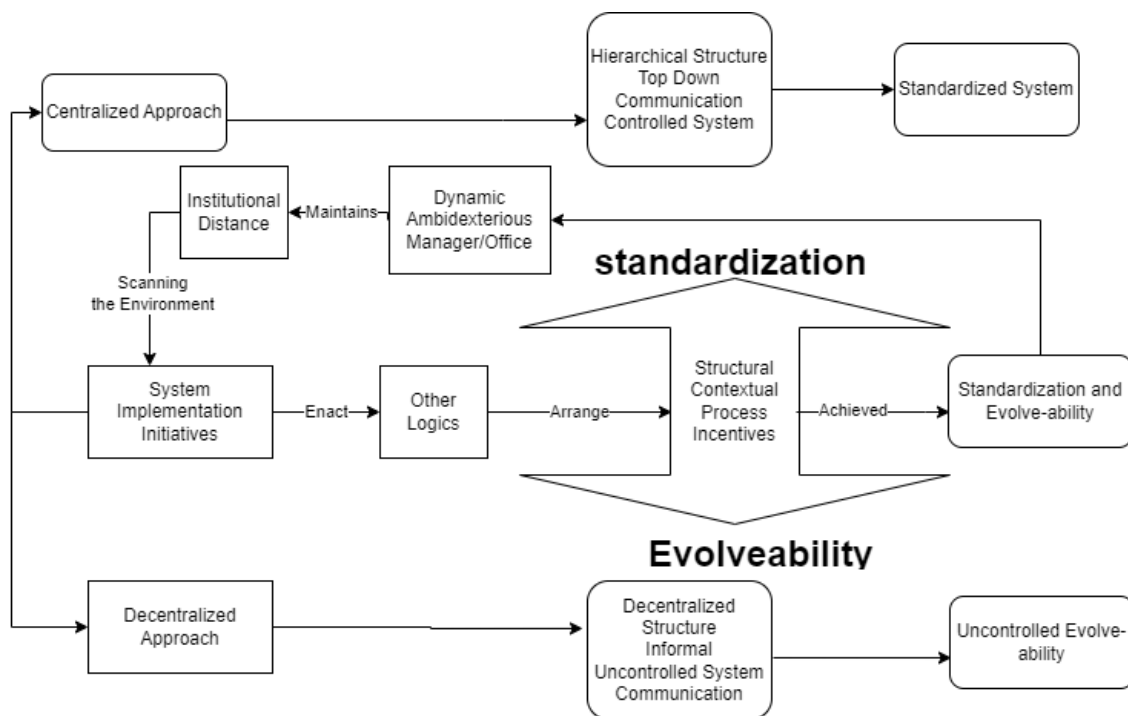 Hierarchical Structure
Top Down
Communication
Controlled System
Standardized System
Centralized Approach
Institutional
Distance
Maintains
Dynamic
Ambidexterious
Manager/Office
standardization
Scanning
the Environment
System
Implementation
Initiatives
Enact
Other
Logics
Arrange
Structural
Contextual
Process
Incentives
Achieved
Standardization and
Evolve-ability
Evolveability
Decentralized
Approach
Decentralized
Structure
Informal
Uncontrolled System
Communication
Uncontrolled Evolve-
ability